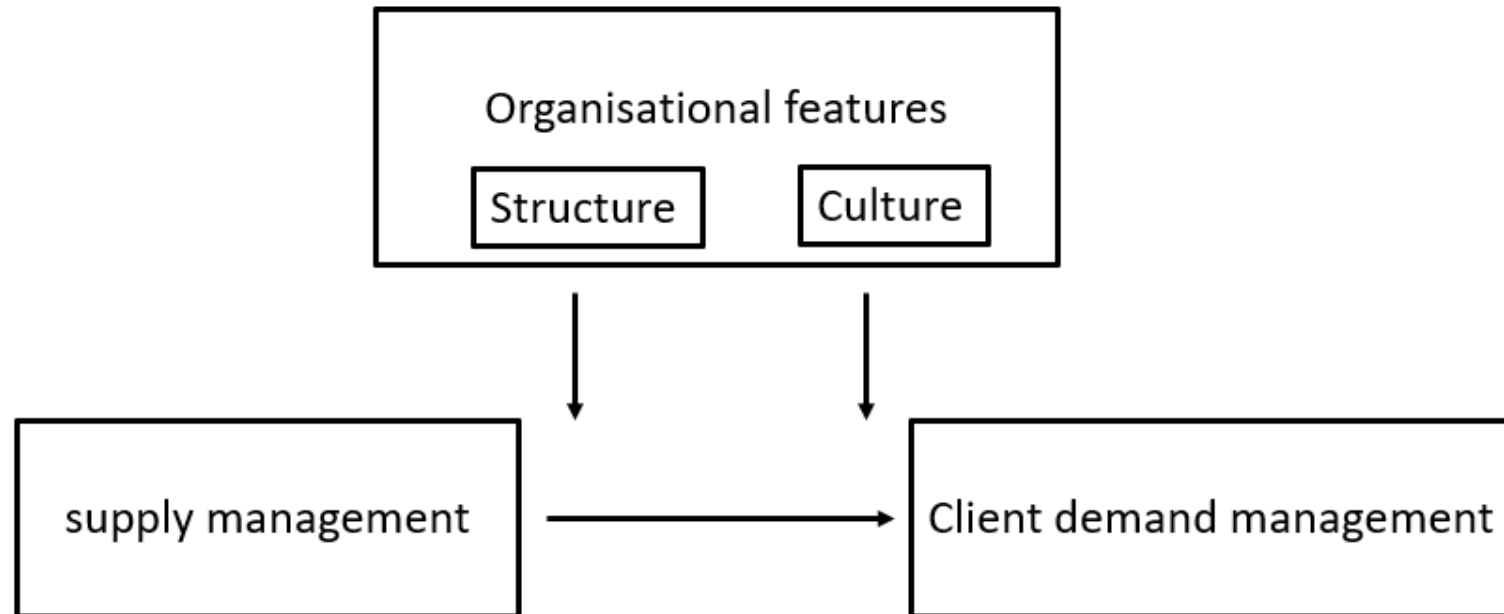 Organisational features
Structure
Culture
supply management
Client demand management